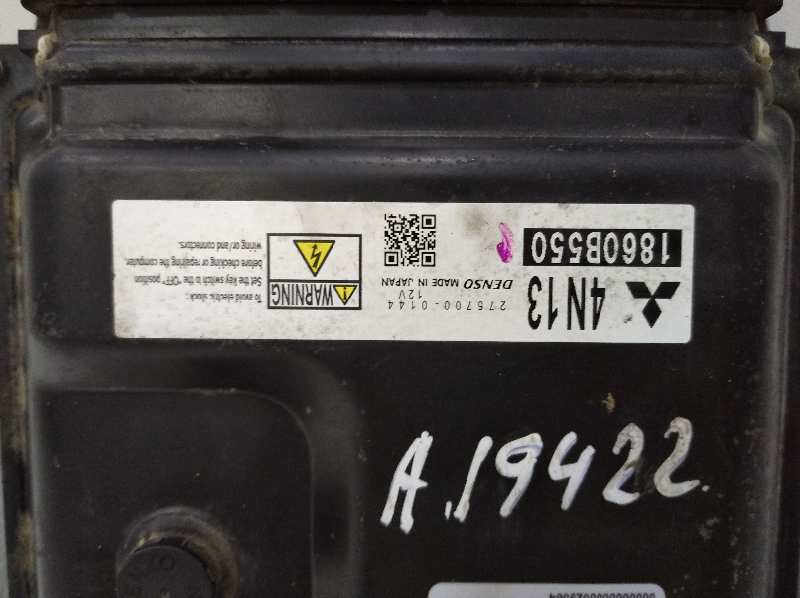 4N13
1860B550
275700-0144
12V
DENSO MADE IN JAPAN
WARNING
To avoid electric shock:
Set the key switch to the "OFF" position
before checking or repairing the computer,
wiring or/and connectors.
A.19422.